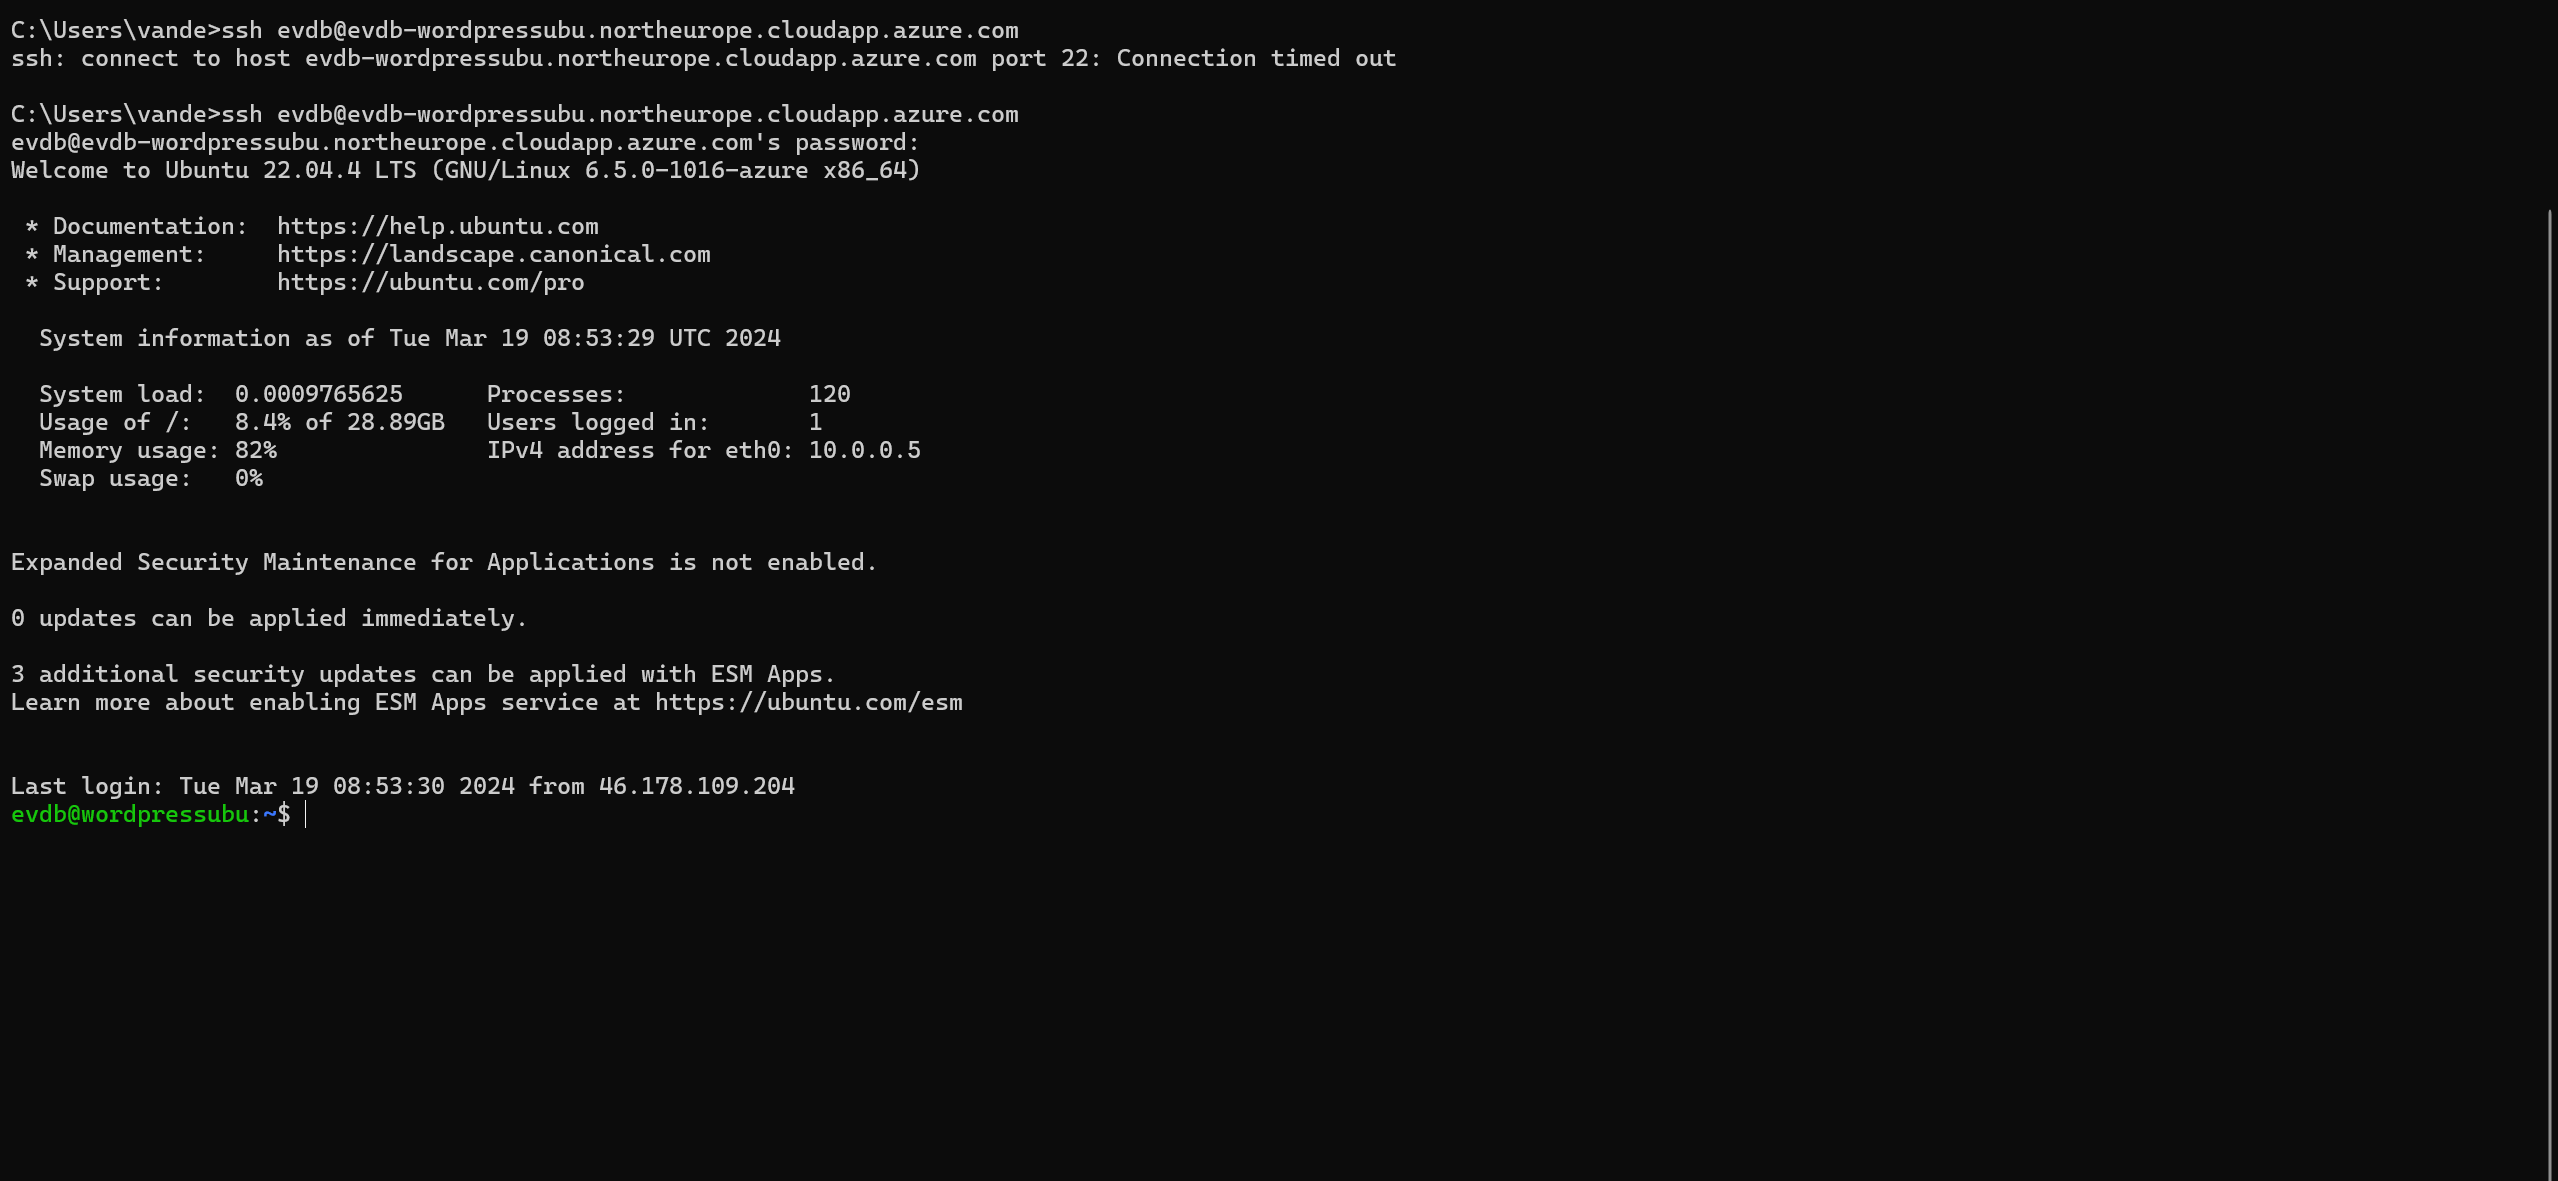 C:\Users\vande>ssh evdb@evdb-wordpressubu.northeurope.cloudapp.azure.com
ssh: connect to host evdb-wordpressubu.northeurope.cloudapp.azure.com port 22: Connection timed out
C:\Users\vande>ssh evdb@evdb-wordpressubu.northeurope.cloudapp.azure.com
evdb@evdb-wordpressubu.northeurope.cloudapp.azure.com's password:
Welcome to Ubuntu 22.04.4 LTS (GNU/Linux 6.5.0-1016-azure x86_64)
 * Documentation:  https://help.ubuntu.com
 * Management:     https://landscape.canonical.com
 * Support:        https://ubuntu.com/pro
  System information as of Tue Mar 19 08:53:29 UTC 2024
  System load:  0.0009765625      Processes:             120
  Usage of /:   8.4% of 28.89GB   Users logged in:       1
  Memory usage: 82%               IPv4 address for eth0: 10.0.0.5
  Swap usage:   0%
Expanded Security Maintenance for Applications is not enabled.
0 updates can be applied immediately.
3 additional security updates can be applied with ESM Apps.
Learn more about enabling ESM Apps service at https://ubuntu.com/esm
Last login: Tue Mar 19 08:53:30 2024 from 46.178.109.204
evdb@wordpressubu:~$